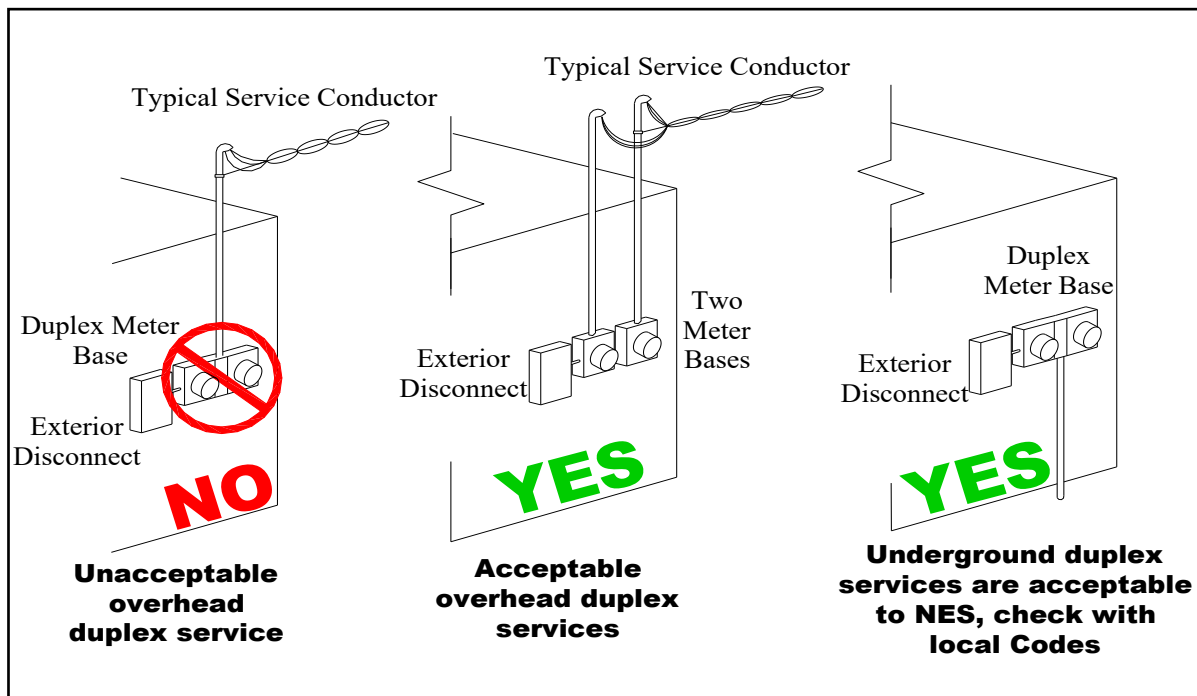 Typical Service Conductor
Duplex Meter
Base
Exterior
Disconnect
NO
Unacceptable
overhead
duplex service
Typical Service Conductor
Two
Meter
Bases
Exterior
Disconnect
YES
Acceptable
overhead duplex
services
Duplex
Meter Base
Exterior
Disconnect
YES
Underground duplex
services are acceptable
to NES, check with
local Codes